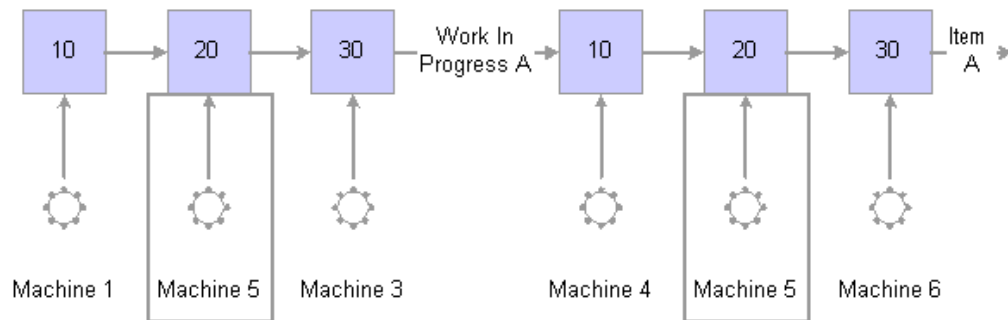 10
20
30
Work In
Progress A
10
20
30
Item
A
Machine 1
Machine 5
Machine 3
Machine 4
Machine 5
Machine 6